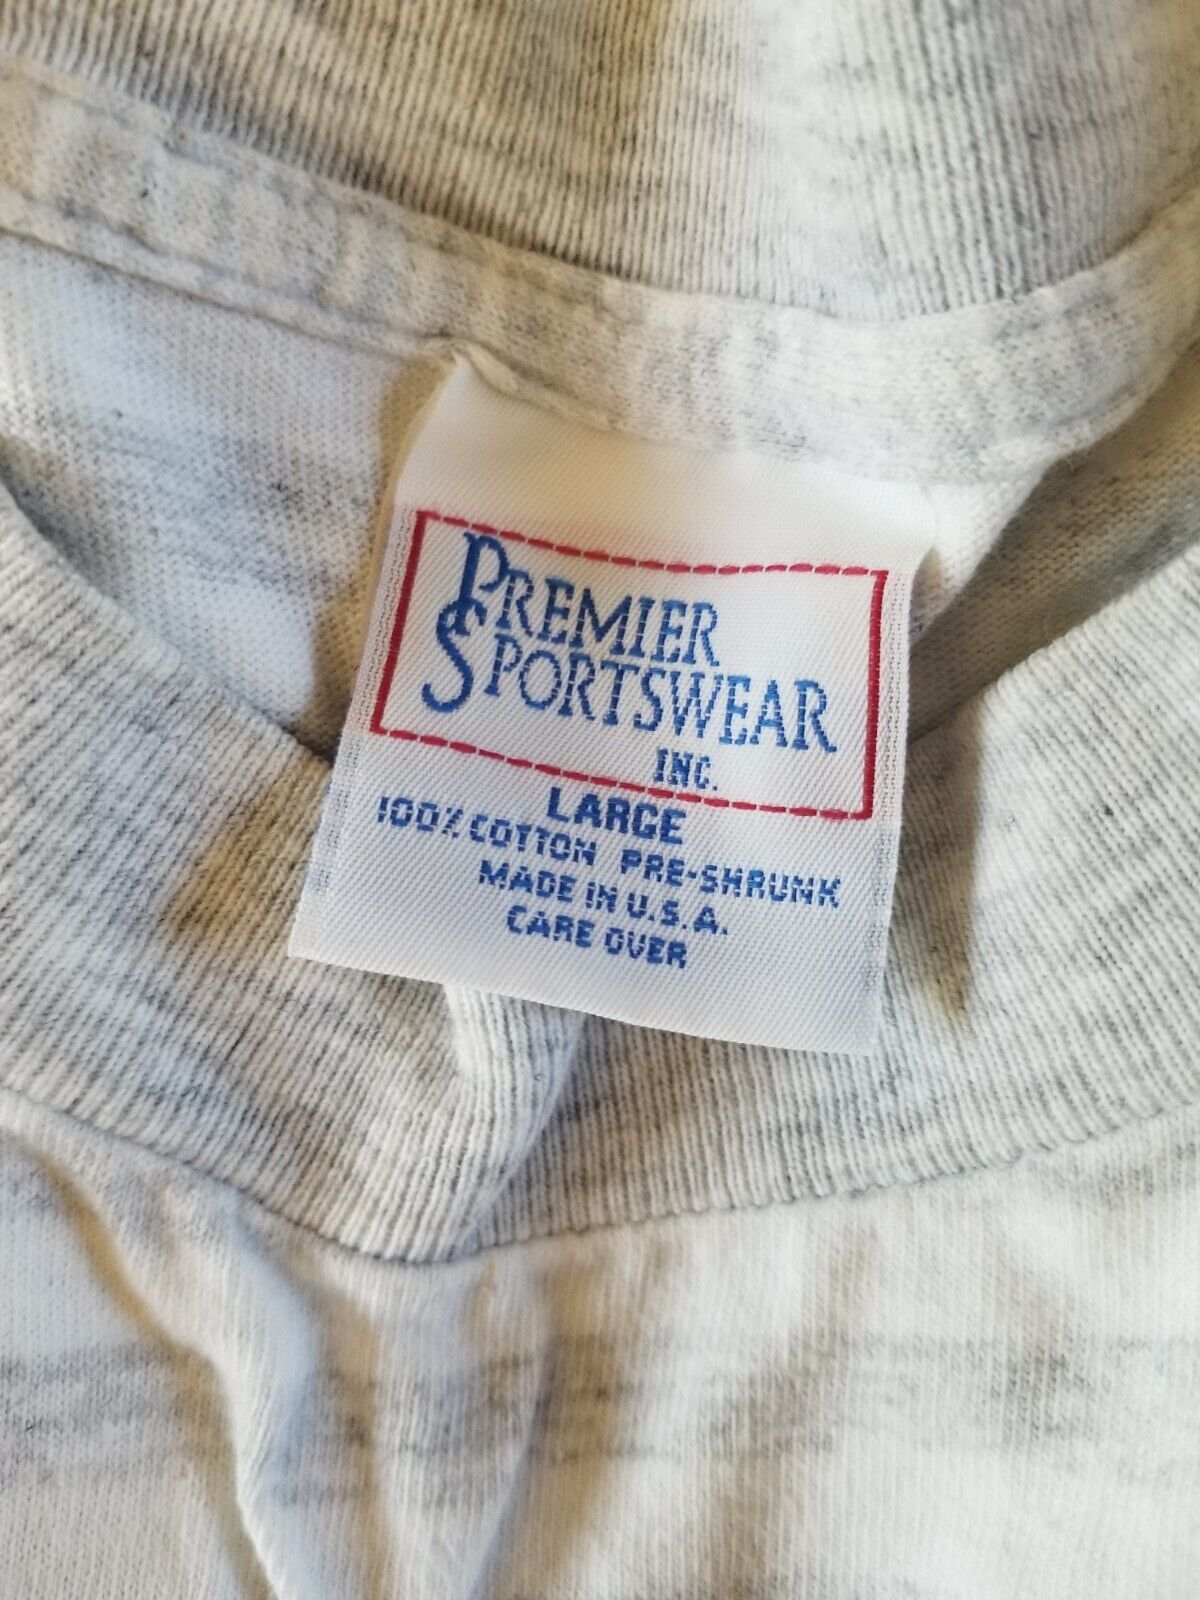 PREMIER
SPORTSWEAR
INC.
LARGE
100% COTTON PRE-SHRUNK
MADE IN U.S.A.
CARE OVER